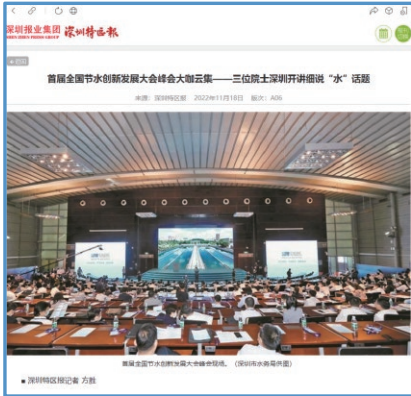 深圳报业集团 深圳特区报
SHEN ZHEN PRESS GROUP
首届全国节水创新发展大会峰会大咖云集——三位院士深圳开讲细说“水”话题
来源：深圳特区报 2022年11月18日 版次：A06
首届全国节水创新发展大会峰会现场。（深圳市水务局供图）
■ 深圳特区报记者 方胜